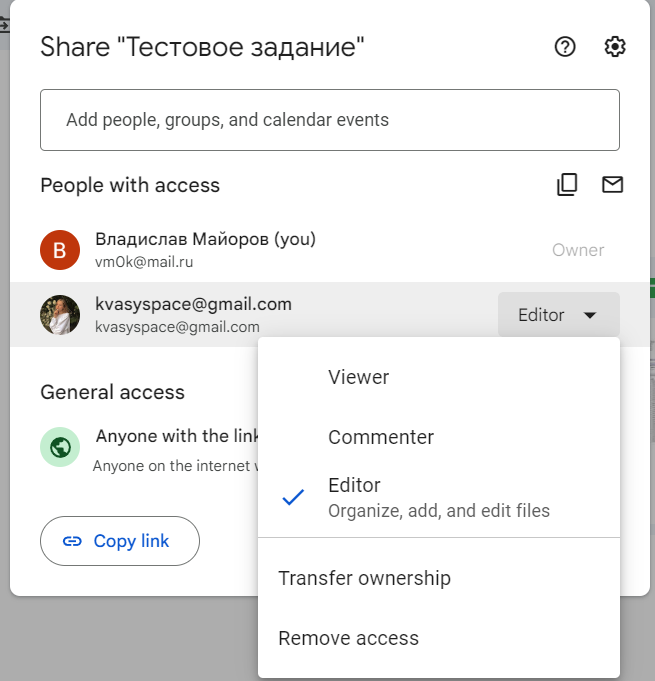 Share "Тестовое задание"
Add people, groups, and calendar events
People with access
В
Владислав Майоров (you)
vm0k@mail.ru
Owner
kvasyspace@gmail.com
kvasyspace@gmail.com
Editor
General access
Anyone with the link
Anyone on the internet
Copy link
Viewer
Commenter
Editor
Organize, add, and edit files
Transfer ownership
Remove access